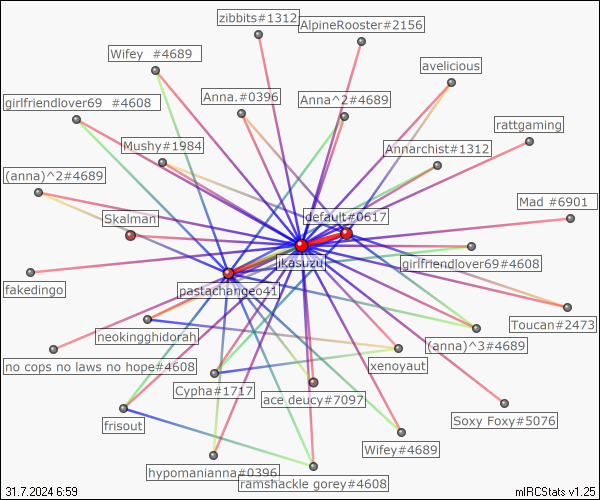 zibbits#1312
AlpineRooster#2156
Wifey #4689
avelicious
girlfriendlover69 #4608
Anna.#0396
Anna^2#4689
rattgaming
Mushy#1984
Annarchist#1312
(anna)^2#4689
Mad #6901
Skalman
default#0617
jkasuzu
girlfriendlover69#4608
fakedingo
pastachangeo41
Toucan#2473
neokingghidorah
(anna)^3#4689
no cops no laws no hope#4608
xenoyaut
Cypha#1717
ace.deucy#7097
Soxy Foxy#5076
frisout
Wifey#4689
hypomanianna#0396
ramshackle gorey#4608
31.7.2024 6:59
mIRCStats v1.25